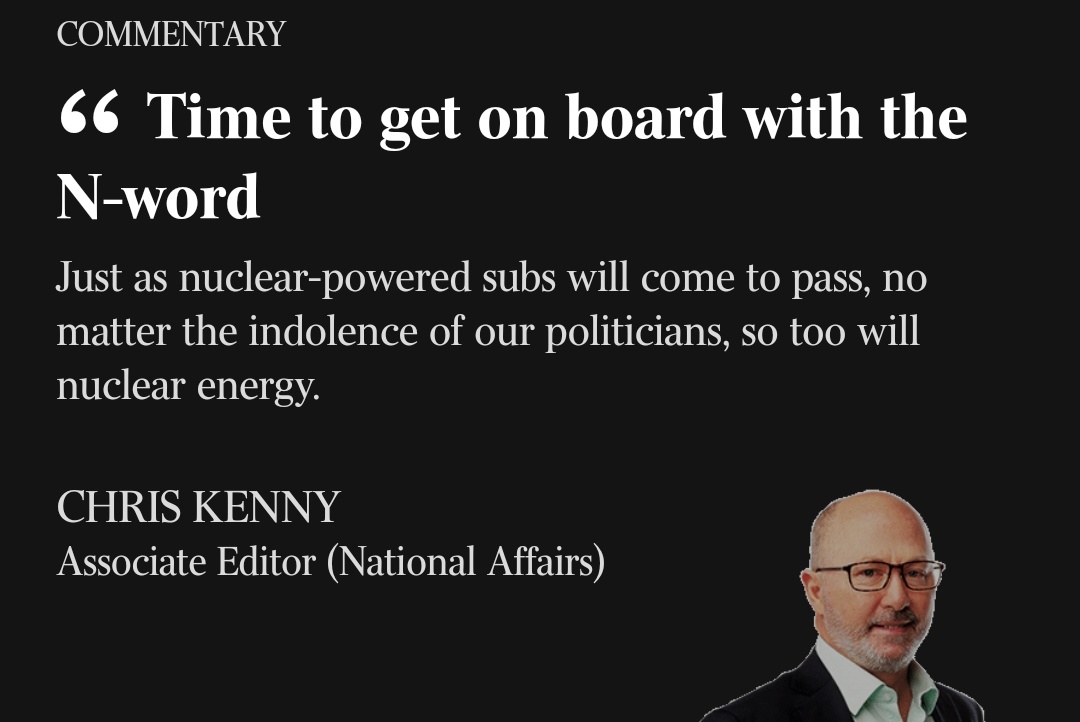 COMMENTARY
“ Time to get on board with the
N-word
Just as nuclear-powered subs will come to pass, no
matter the indolence of our politicians, so too will
nuclear energy.
CHRIS KENNY
Associate Editor (National Affairs)